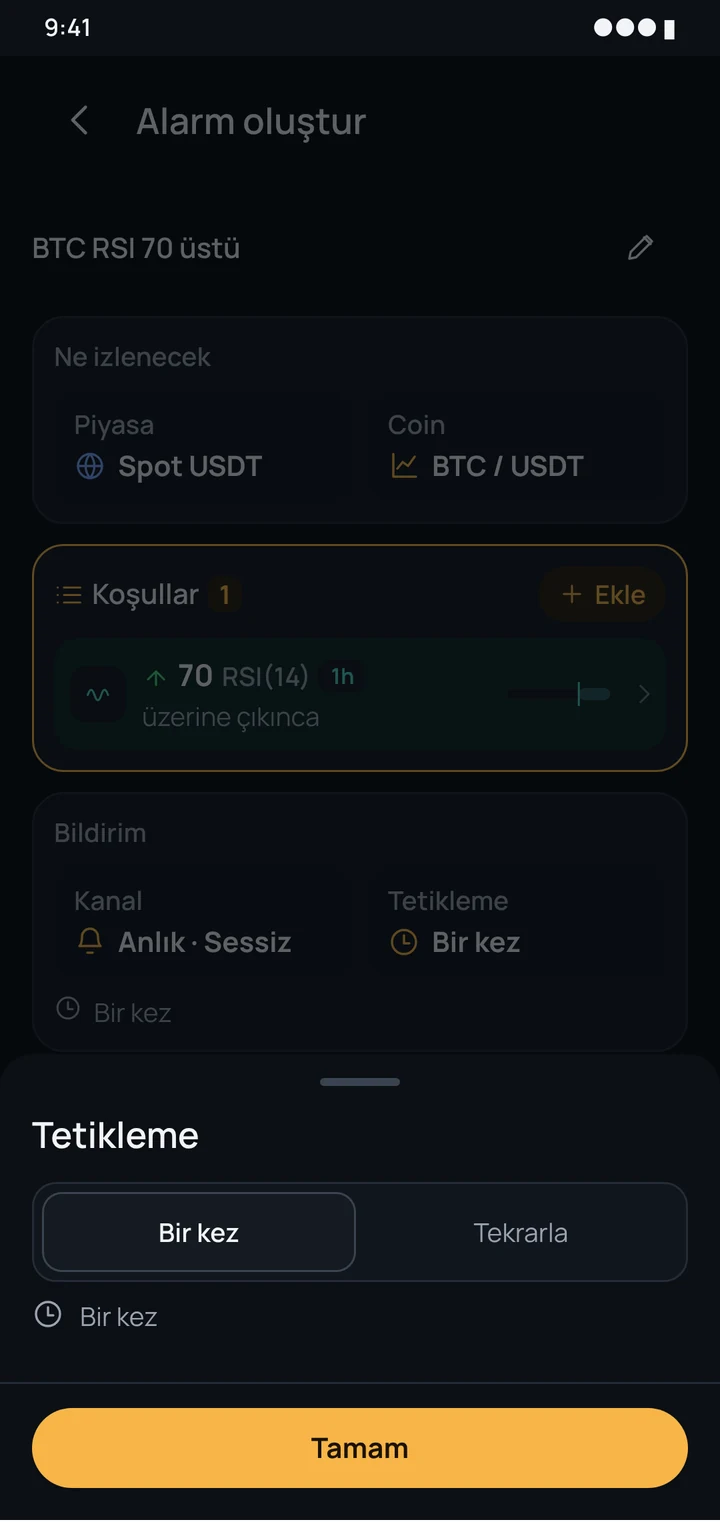 9:41
Alarm oluştur
BTC RSI 70 üstü
Ne izlenecek
Piyasa
Coin
Spot USDT
BTC / USDT
Koşullar 1
+ Ekle
70 RSI(14) 1h
üzerine çıkınca
Bildirim
Kanal
Tetikleme
Anlık · Sessiz
Bir kez
Bir kez
Tetikleme
Bir kez
Tekrarla
Bir kez
Tamam